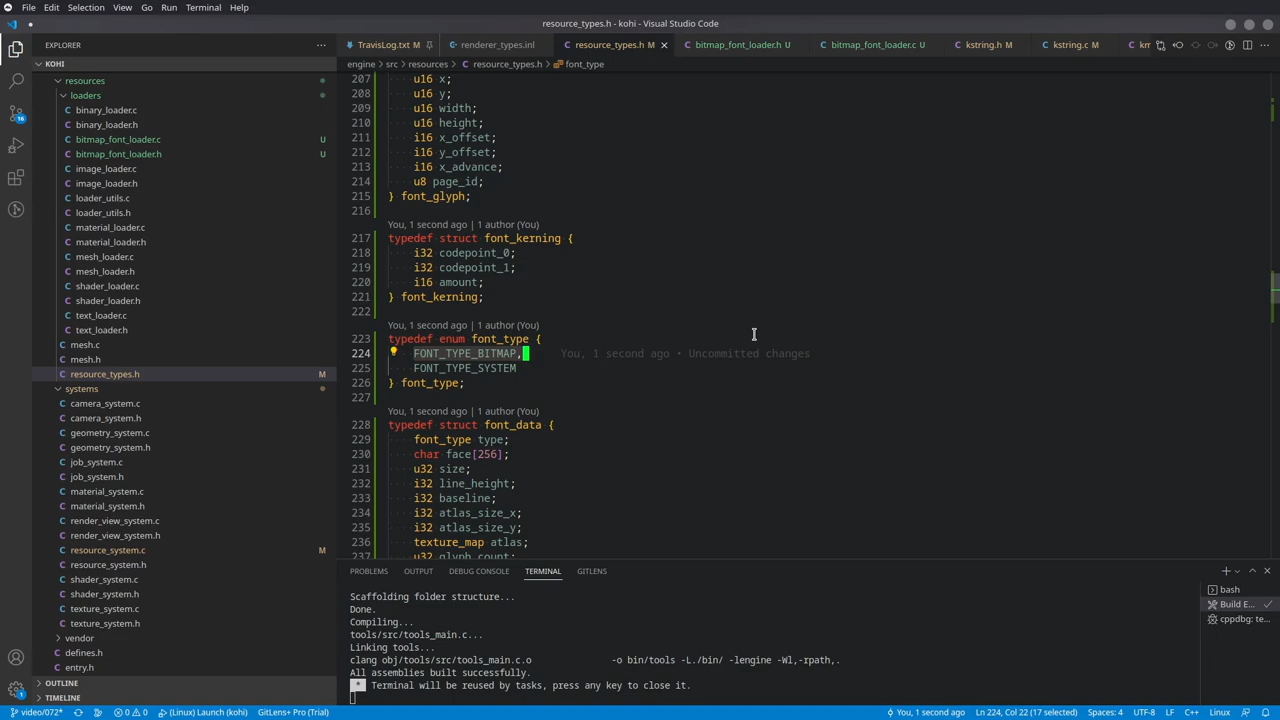 File Edit Selection View Go Run Terminal Help
resource_types.h - kohi - Visual Studio Code
EXPLORER
TravisLog.txt M
renderer_types.inl
resource_types.h M
bitmap_font_loader.h U
bitmap_font_loader.c U
kstring.h M
kstring.c M
KOHI
engine > src > resources > resource_types.h > font_type
resources
loaders
binary_loader.c
binary_loader.h
bitmap_font_loader.c U
bitmap_font_loader.h U
image_loader.c
image_loader.h
loader_utils.c
loader_utils.h
material_loader.c
material_loader.h
mesh_loader.c
mesh_loader.h
shader_loader.c
shader_loader.h
text_loader.c
text_loader.h
mesh.c
mesh.h
resource_types.h M
systems
camera_system.c
camera_system.h
geometry_system.c
geometry_system.h
job_system.c
job_system.h
material_system.c
material_system.h
render_view_system.c
render_view_system.h
resource_system.c M
resource_system.h
shader_system.c
shader_system.h
texture_system.c
texture_system.h
vendor
defines.h
entry.h
OUTLINE
TIMELINE
207 u16 x;
208 u16 y;
209 u16 width;
210 u16 height;
211 i16 x_offset;
212 i16 y_offset;
213 i16 x_advance;
214 u8 page_id;
215 } font_glyph;
216
You, 1 second ago | 1 author (You)
217 typedef struct font_kerning {
218 i32 codepoint_0;
219 i32 codepoint_1;
220 i16 amount;
221 } font_kerning;
222
You, 1 second ago | 1 author (You)
223 typedef enum font_type {
224 FONT_TYPE_BITMAP, You, 1 second ago • Uncommitted changes
225 FONT_TYPE_SYSTEM
226 } font_type;
227
You, 1 second ago | 1 author (You)
228 typedef struct font_data {
229 font_type type;
230 char face[256];
231 u32 size;
232 i32 line_height;
233 i32 baseline;
234 i32 atlas_size_x;
235 i32 atlas_size_y;
236 texture_map atlas;
237 u32 glyph_count;
PROBLEMS OUTPUT DEBUG CONSOLE TERMINAL GITLENS
Scaffolding folder structure...
Done.
Compiling...
tools/src/tools_main.c...
Linking tools...
clang obj/tools/src/tools_main.c.o -o bin/tools -L./bin/ -lengine -Wl,-rpath,.
All assemblies built successfully.
* Terminal will be reused by tasks, press any key to close it.
bash
Build E...
cppdbg: te...
video/072* 0 0 (Linux) Launch (kohi) GitLens+ Pro (Trial) You, 1 second ago Ln 224, Col 22 (17 selected) Spaces: 4 UTF-8 LF C++ Linux